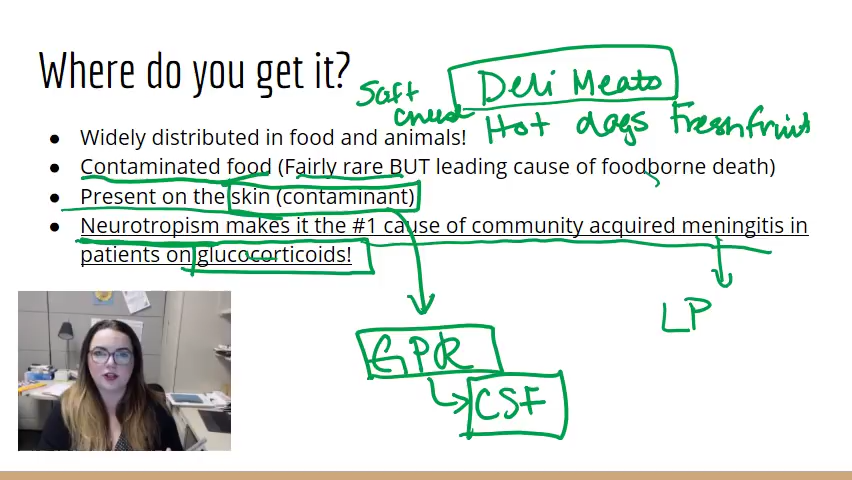 Where do you get it?
Deli Meats
Soft
cheese
Hot dogs Fresh fruit
● Widely distributed in food and animals!
● Contaminated food (Fairly rare BUT leading cause of foodborne death)
● Present on the skin (contaminant)
● Neurotropism makes it the #1 cause of community acquired meningitis in
patients on glucocorticoids!
LP
GPR
CSF